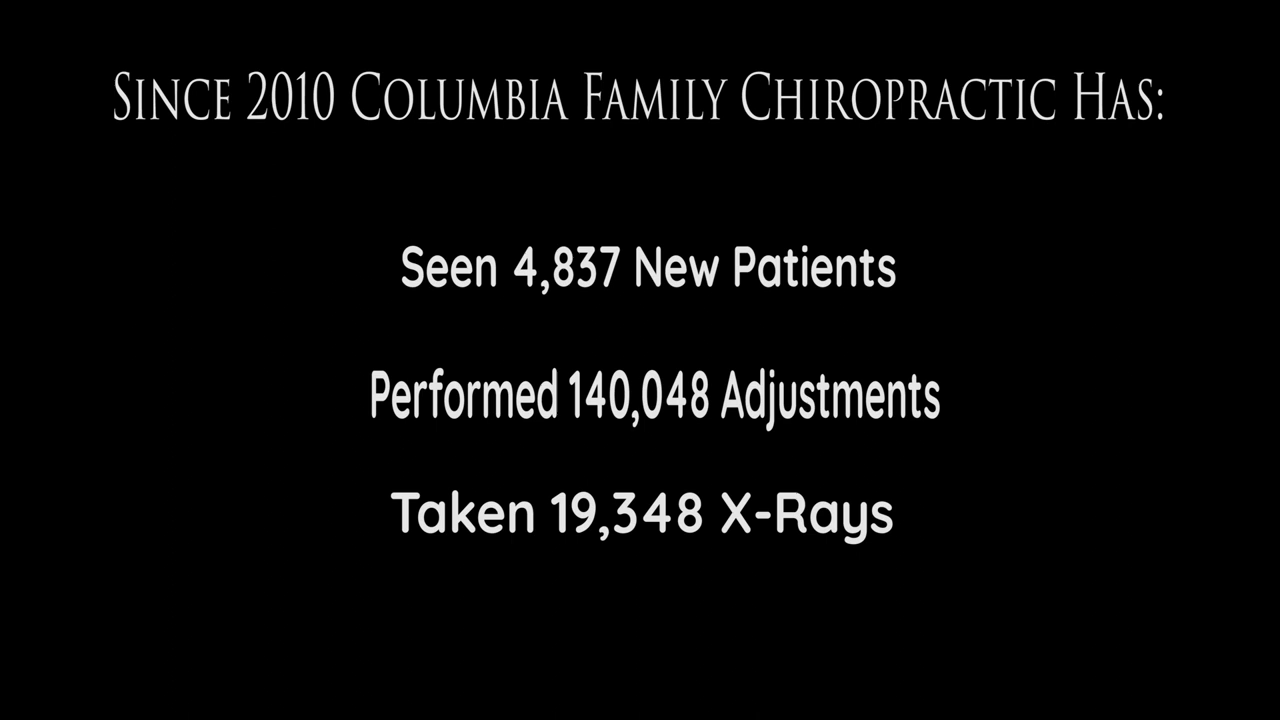 Since 2010 Columbia Family Chiropractic Has:
Seen 4,837 New Patients
Performed 140,048 Adjustments
Taken 19,348 X-Rays